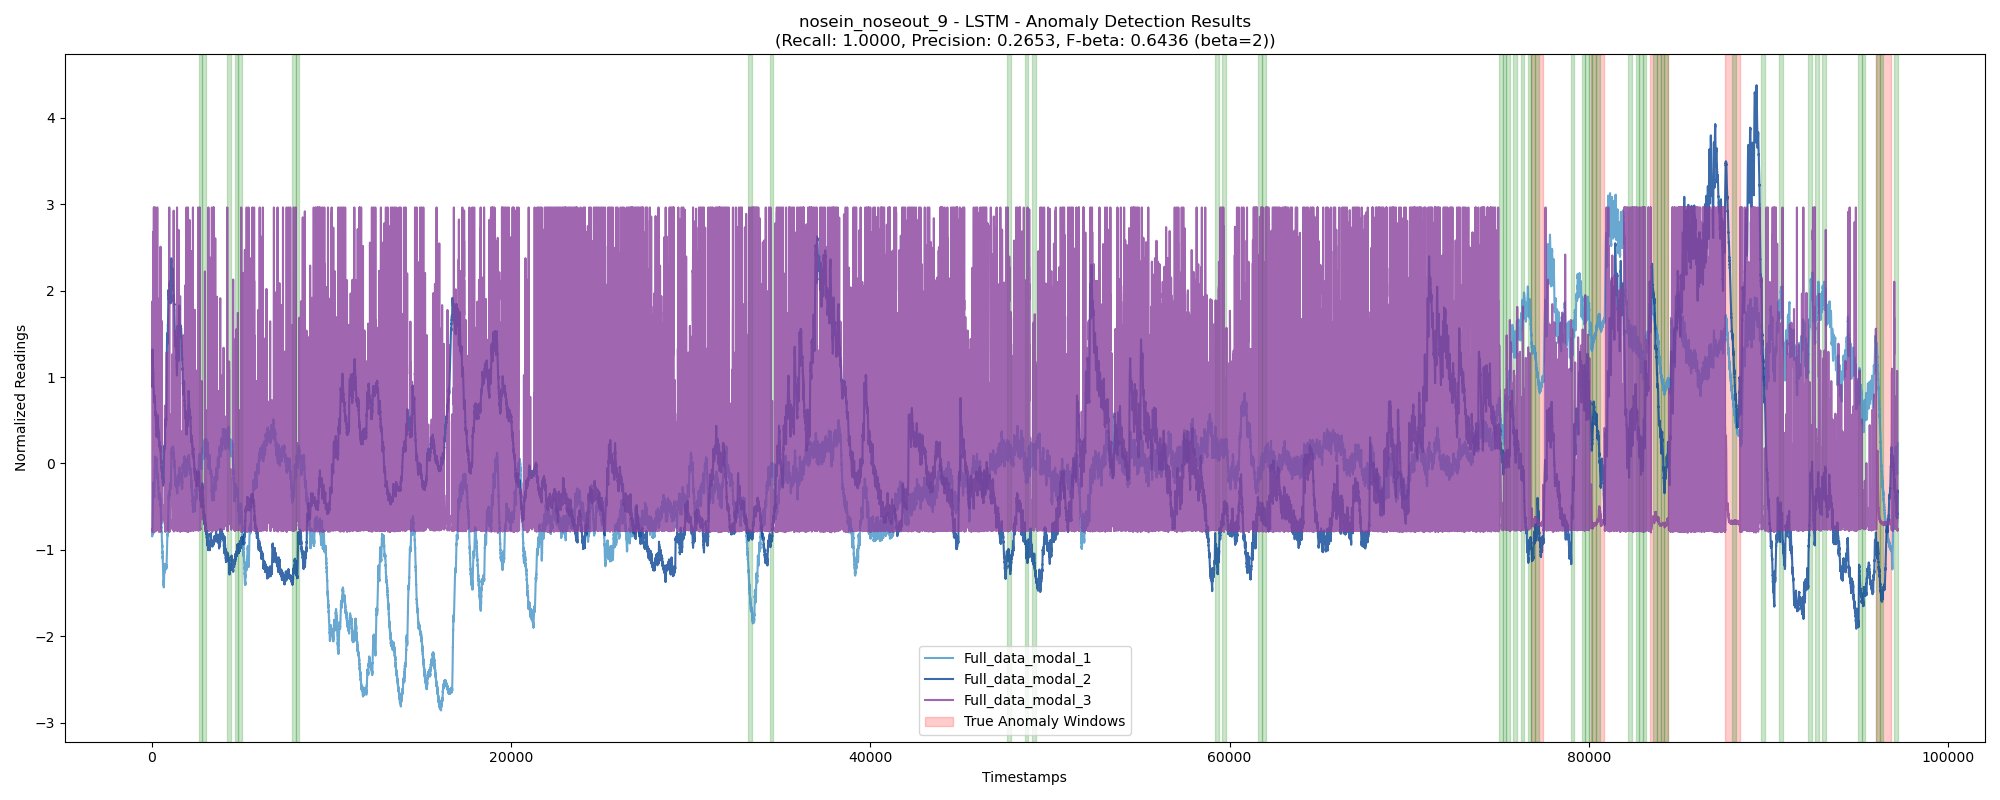 nosein_noseout_9 - LSTM - Anomaly Detection Results
(Recall: 1.0000, Precision: 0.2653, F-beta: 0.6436 (beta=2))
Normalized Readings
4
3
2
1
0
−1
−2
−3
Full_data_modal_1
Full_data_modal_2
Full_data_modal_3
True Anomaly Windows
0
20000
40000
60000
80000
100000
Timestamps